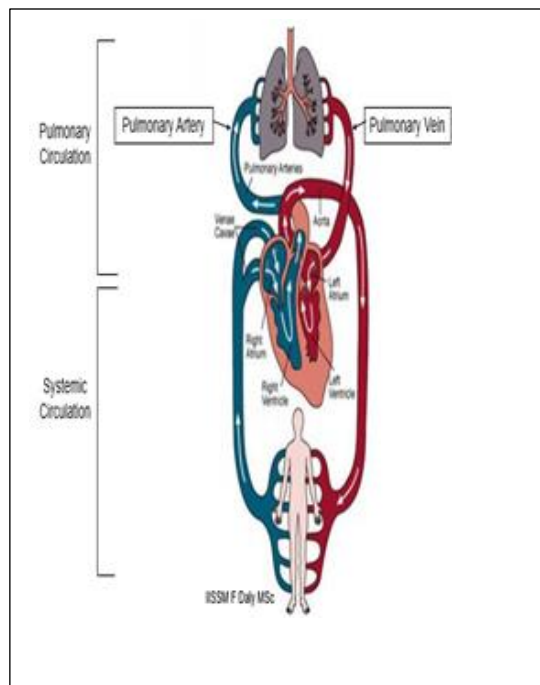 Pulmonary Artery
Pulmonary Vein
Pulmonary
Circulation
Pulmonary Arteries
Aorta
Venae
Cavae
Left
Atrium
Right
Atrium
Right
Ventricle
Left
Ventricle
Systemic
Circulation
IISSM F Daly MSc